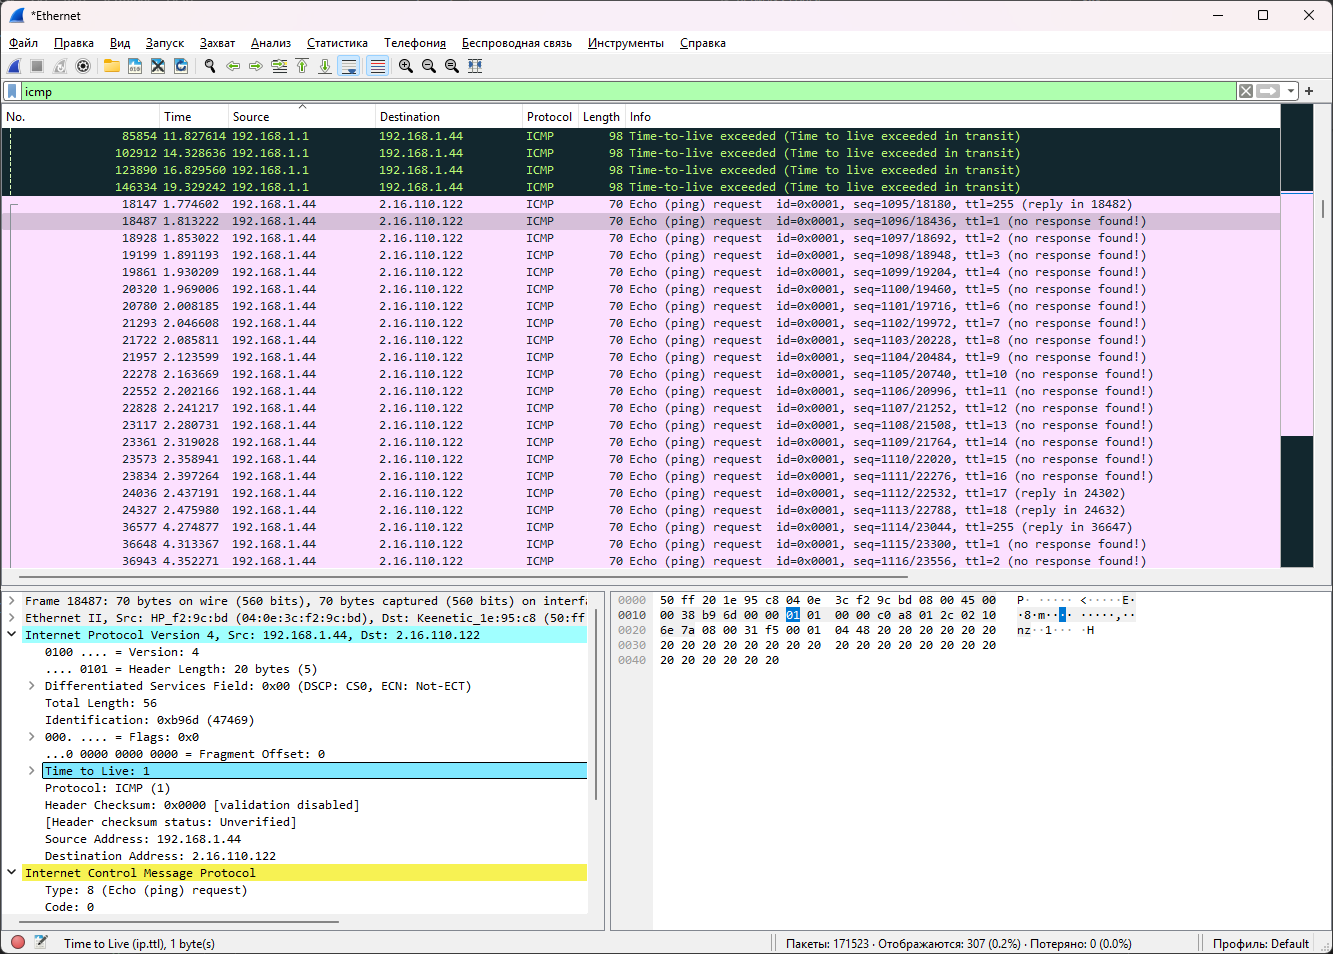 *Ethernet
Файл Правка Вид Запуск Захват Анализ Статистика Телефония Беспроводная связь Инструменты Справка
icmp
No. Time Source Destination Protocol Length Info
85854 11.827614 192.168.1.1 192.168.1.44 ICMP 98 Time-to-live exceeded (Time to live exceeded in transit)
102912 14.328636 192.168.1.1 192.168.1.44 ICMP 98 Time-to-live exceeded (Time to live exceeded in transit)
123890 16.829560 192.168.1.1 192.168.1.44 ICMP 98 Time-to-live exceeded (Time to live exceeded in transit)
146334 19.329242 192.168.1.1 192.168.1.44 ICMP 98 Time-to-live exceeded (Time to live exceeded in transit)
18147 1.774602 192.168.1.44 2.16.110.122 ICMP 70 Echo (ping) request id=0x0001, seq=1095/18180, ttl=255 (reply in 18482)
18487 1.813222 192.168.1.44 2.16.110.122 ICMP 70 Echo (ping) request id=0x0001, seq=1096/18436, ttl=1 (no response found!)
18928 1.853022 192.168.1.44 2.16.110.122 ICMP 70 Echo (ping) request id=0x0001, seq=1097/18692, ttl=2 (no response found!)
19199 1.891193 192.168.1.44 2.16.110.122 ICMP 70 Echo (ping) request id=0x0001, seq=1098/18948, ttl=3 (no response found!)
19861 1.930209 192.168.1.44 2.16.110.122 ICMP 70 Echo (ping) request id=0x0001, seq=1099/19204, ttl=4 (no response found!)
20320 1.969006 192.168.1.44 2.16.110.122 ICMP 70 Echo (ping) request id=0x0001, seq=1100/19460, ttl=5 (no response found!)
20780 2.008185 192.168.1.44 2.16.110.122 ICMP 70 Echo (ping) request id=0x0001, seq=1101/19716, ttl=6 (no response found!)
21293 2.046608 192.168.1.44 2.16.110.122 ICMP 70 Echo (ping) request id=0x0001, seq=1102/19972, ttl=7 (no response found!)
21722 2.085811 192.168.1.44 2.16.110.122 ICMP 70 Echo (ping) request id=0x0001, seq=1103/20228, ttl=8 (no response found!)
21957 2.123599 192.168.1.44 2.16.110.122 ICMP 70 Echo (ping) request id=0x0001, seq=1104/20484, ttl=9 (no response found!)
22278 2.163669 192.168.1.44 2.16.110.122 ICMP 70 Echo (ping) request id=0x0001, seq=1105/20740, ttl=10 (no response found!)
22552 2.202166 192.168.1.44 2.16.110.122 ICMP 70 Echo (ping) request id=0x0001, seq=1106/20996, ttl=11 (no response found!)
22828 2.241217 192.168.1.44 2.16.110.122 ICMP 70 Echo (ping) request id=0x0001, seq=1107/21252, ttl=12 (no response found!)
23117 2.280731 192.168.1.44 2.16.110.122 ICMP 70 Echo (ping) request id=0x0001, seq=1108/21508, ttl=13 (no response found!)
23361 2.319028 192.168.1.44 2.16.110.122 ICMP 70 Echo (ping) request id=0x0001, seq=1109/21764, ttl=14 (no response found!)
23573 2.358941 192.168.1.44 2.16.110.122 ICMP 70 Echo (ping) request id=0x0001, seq=1110/22020, ttl=15 (no response found!)
23834 2.397264 192.168.1.44 2.16.110.122 ICMP 70 Echo (ping) request id=0x0001, seq=1111/22276, ttl=16 (no response found!)
24036 2.437191 192.168.1.44 2.16.110.122 ICMP 70 Echo (ping) request id=0x0001, seq=1112/22532, ttl=17 (reply in 24302)
24327 2.475980 192.168.1.44 2.16.110.122 ICMP 70 Echo (ping) request id=0x0001, seq=1113/22788, ttl=18 (reply in 24632)
36577 4.274877 192.168.1.44 2.16.110.122 ICMP 70 Echo (ping) request id=0x0001, seq=1114/23044, ttl=255 (reply in 36647)
36648 4.313367 192.168.1.44 2.16.110.122 ICMP 70 Echo (ping) request id=0x0001, seq=1115/23300, ttl=1 (no response found!)
36943 4.352271 192.168.1.44 2.16.110.122 ICMP 70 Echo (ping) request id=0x0001, seq=1116/23556, ttl=2 (no response found!)
Frame 18487: 70 bytes on wire (560 bits), 70 bytes captured (560 bits) on interfa
Ethernet II, Src: HP_f2:9c:bd (04:0e:3c:f2:9c:bd), Dst: Keenetic_1e:95:c8 (50:ff
Internet Protocol Version 4, Src: 192.168.1.44, Dst: 2.16.110.122
0100 .... = Version: 4
.... 0101 = Header Length: 20 bytes (5)
Differentiated Services Field: 0x00 (DSCP: CS0, ECN: Not-ECT)
Total Length: 56
Identification: 0xb96d (47469)
000. .... = Flags: 0x0
...0 0000 0000 0000 = Fragment Offset: 0
Time to Live: 1
Protocol: ICMP (1)
Header Checksum: 0x0000 [validation disabled]
[Header checksum status: Unverified]
Source Address: 192.168.1.44
Destination Address: 2.16.110.122
Internet Control Message Protocol
Type: 8 (Echo (ping) request)
Code: 0
0000 50 ff 20 1e 95 c8 04 0e 3c f2 9c bd 08 00 45 00 P· ····· <·····E·
0010 00 38 b9 6d 00 00 01 01 00 00 c0 a8 01 2c 02 10 ·8·m···· ·····,··
0020 6e 7a 08 00 31 f5 00 01 04 48 20 20 20 20 20 20 nz··1··· ·H
0030 20 20 20 20 20 20 20 20 20 20 20 20 20 20 20 20
0040 20 20 20 20 20 20
Time to Live (ip.ttl), 1 byte(s)
Пакеты: 171523 · Отображаются: 307 (0.2%) · Потеряно: 0 (0.0%)
Профиль: Default